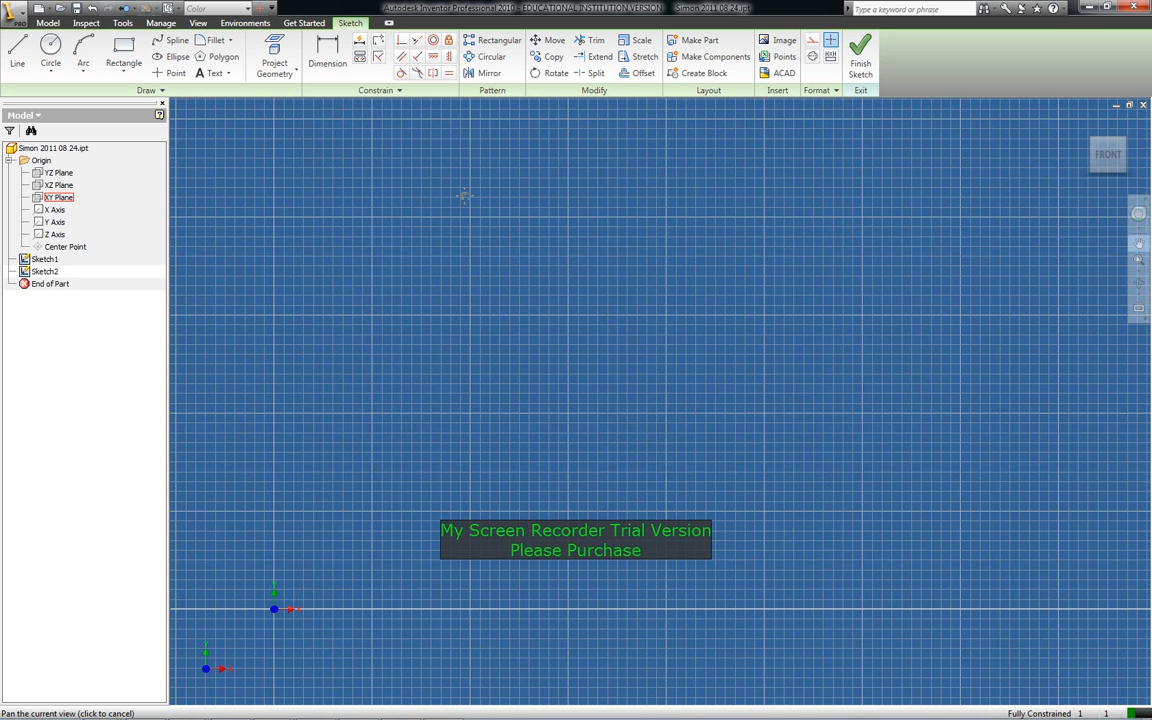 Autodesk Inventor Professional 2010 - EDUCATIONAL INSTITUTION VERSION Simon 2011 08 24.ipt
Type a keyword or phrase
PRO
Color
Model Inspect Tools Manage View Environments Get Started Sketch
Line Circle Arc Rectangle
Spline Fillet
Ellipse Polygon
Point Text
Project Geometry
Dimension
Rectangular
Circular
Mirror
Move Trim Scale
Copy Extend Stretch
Rotate Split Offset
Make Part
Make Components
Create Block
Image
Points
ACAD
Finish Sketch
Draw Constrain Pattern Modify Layout Insert Format Exit
Model
Simon 2011 08 24.ipt
Origin
YZ Plane
XZ Plane
XY Plane
X Axis
Y Axis
Z Axis
Center Point
Sketch1
Sketch2
End of Part
FRONT
My Screen Recorder Trial Version
Please Purchase
Pan the current view (click to cancel)
Fully Constrained 1 1